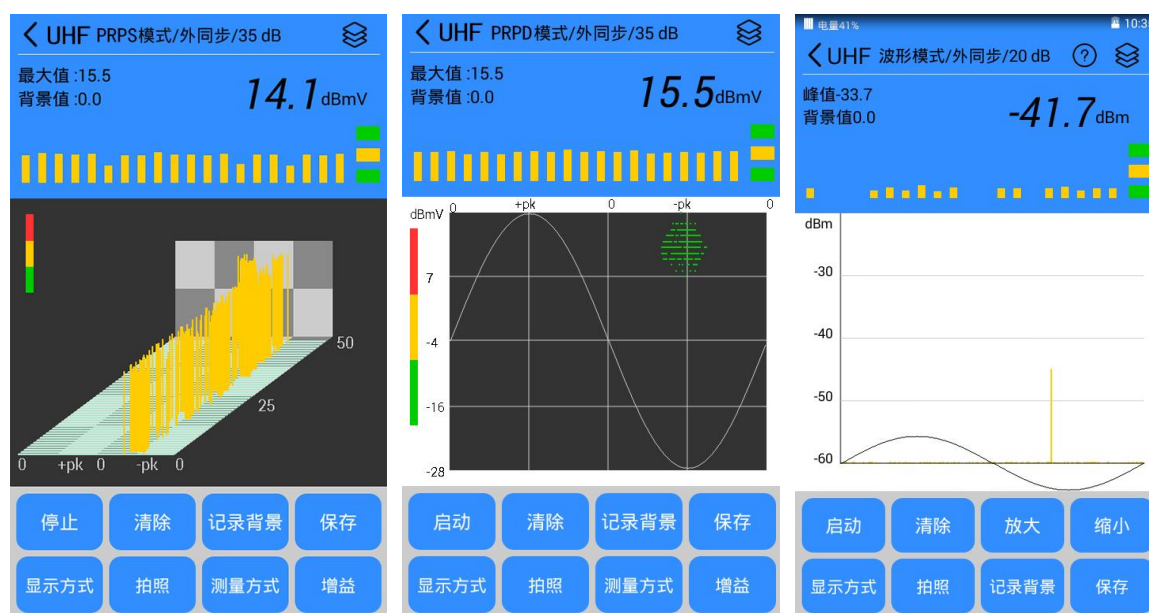 UHF PRPS模式/外同步/35 dB
最大值 :15.5
背景值 :0.0
14.1dBmV
50
25
0 +pk 0 -pk 0
停止 清除 记录背景 保存
显示方式 拍照 测量方式 增益
UHF PRPD模式/外同步/35 dB
最大值 :15.5
背景值 :0.0
15.5dBmV
dBmV 0 +pk 0 -pk 0
7
-4
-16
-28
启动 清除 记录背景 保存
显示方式 拍照 测量方式 增益
电量41%
UHF 波形模式/外同步/20 dB ?
峰值-33.7
背景值0.0
-41.7dBm
dBm
-30
-40
-50
-60
启动 清除 放大 缩小
显示方式 拍照 记录背景 保存